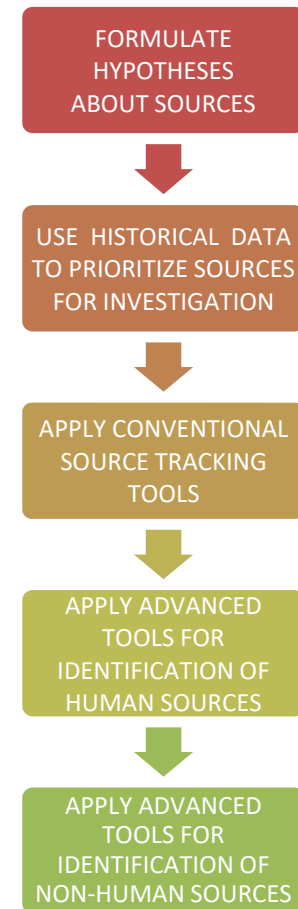 FORMULATE
HYPOTHESES
ABOUT SOURCES
USE HISTORICAL DATA
TO PRIORITIZE SOURCES
FOR INVESTIGATION
APPLY CONVENTIONAL
SOURCE TRACKING
TOOLS
APPLY ADVANCED
TOOLS FOR
IDENTIFICATION OF
HUMAN SOURCES
APPLY ADVANCED
TOOLS FOR
IDENTIFICATION OF
NON-HUMAN SOURCES